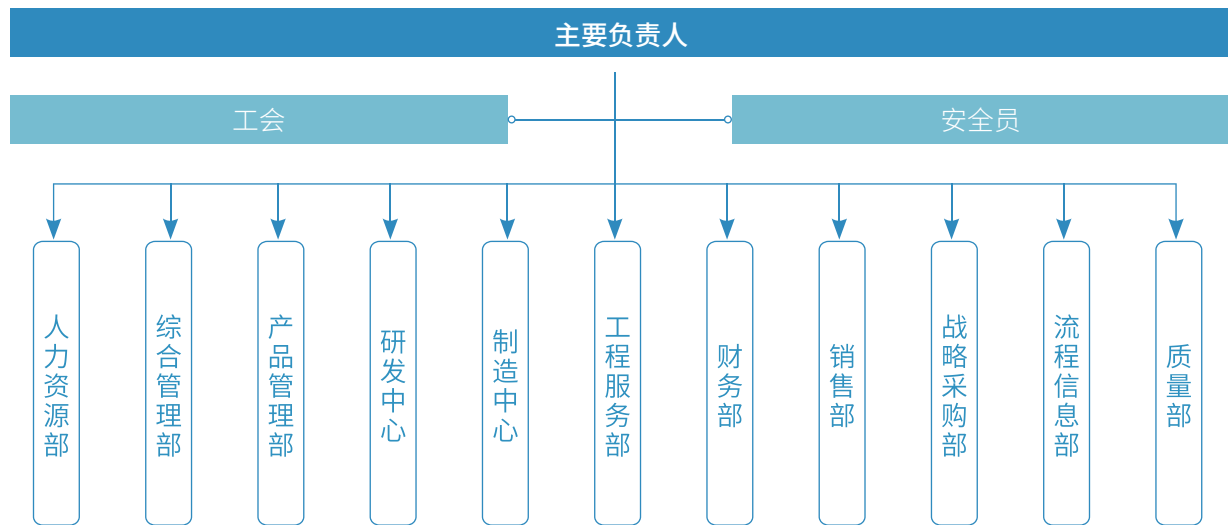 主要负责人
工会
安全员
人力资源部
综合管理部
产品管理部
研发中心
制造中心
工程服务部
财务部
销售部
战略采购部
流程信息部
质量部